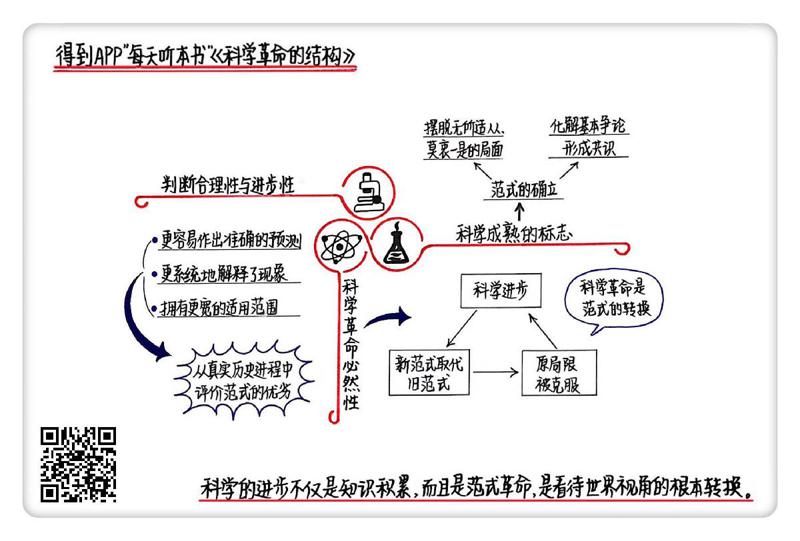 得到APP"每天听本书"《科学革命的结构》
摆脱无所适从、
莫衷一是的局面
化解基本争论
形成共识
范式的确立
科学成熟的标志
判断合理性与进步性
更容易作出准确的预测
更系统地解释了现象
拥有更宽的适用范围
从真实历史进程中
评价范式的优劣
科学革命必然性
科学进步
新范式取代
旧范式
原局限
被克服
科学革命是
范式的转换
科学的进步不仅是知识积累,而且是范式革命,是看待世界视角的根本转换。